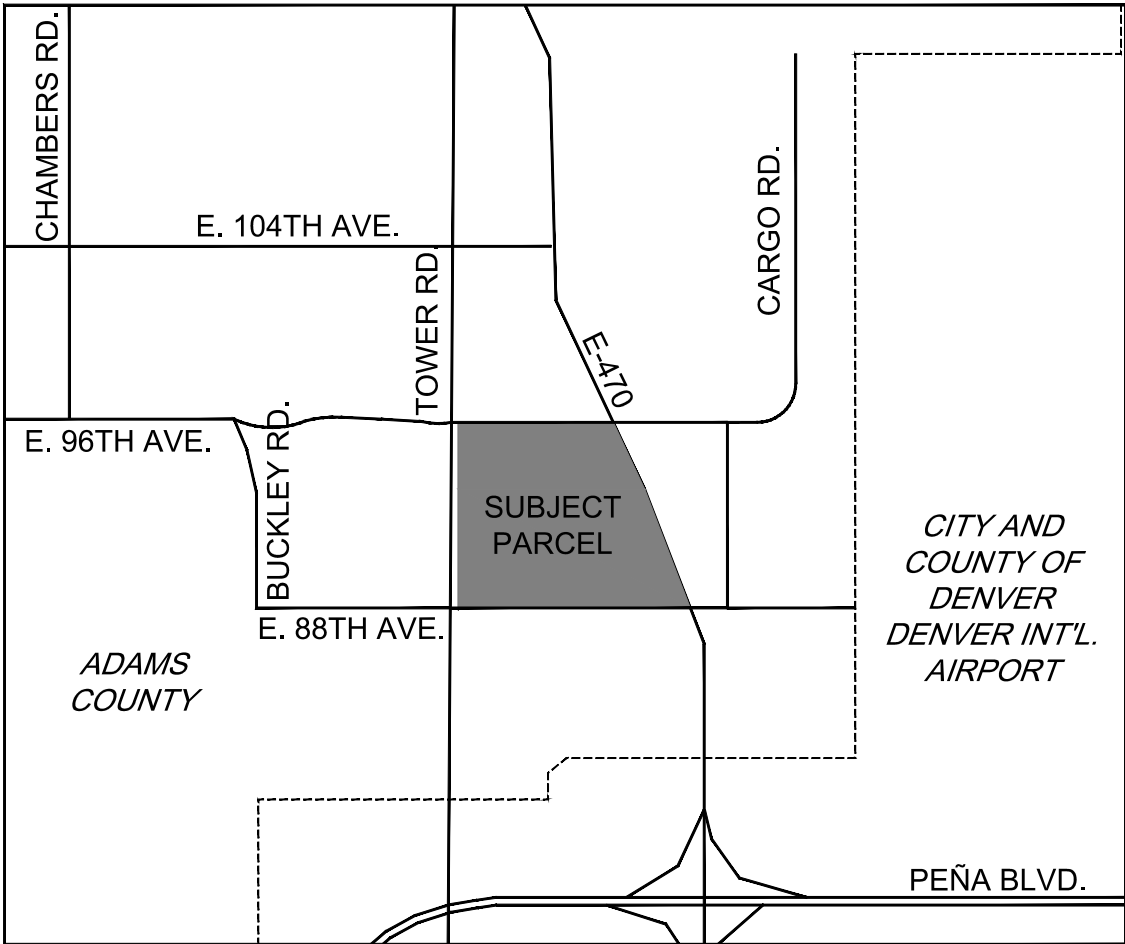 CHAMBERS RD.
E. 104TH AVE.
TOWER RD.
CARGO RD.
E-470
E. 96TH AVE.
BUCKLEY RD.
SUBJECT
PARCEL
E. 88TH AVE.
CITY AND
COUNTY OF
DENVER
DENVER INT'L.
AIRPORT
ADAMS
COUNTY
PEÑA BLVD.